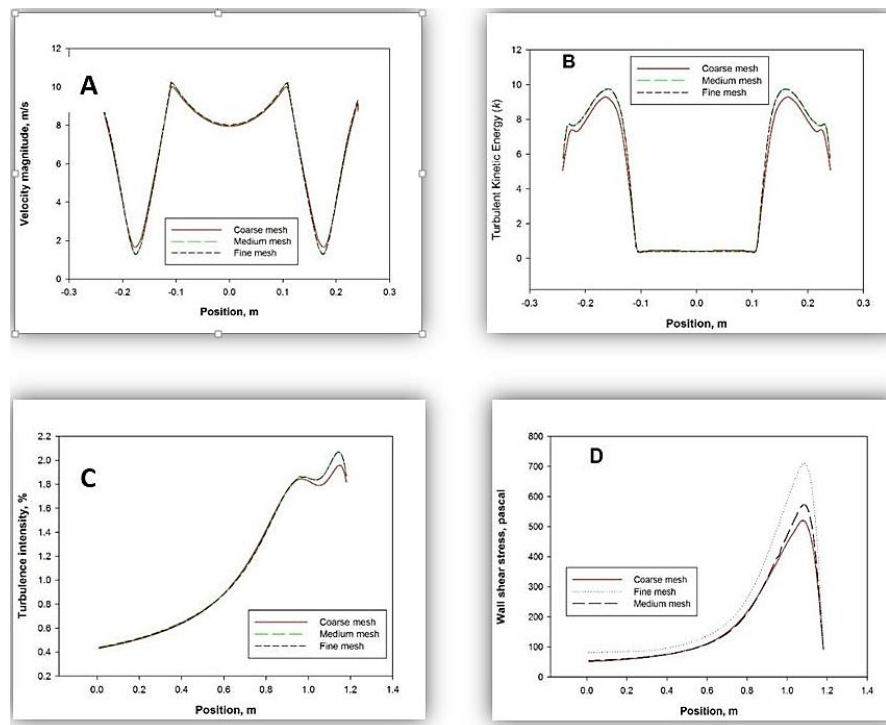 A
Velocity magnitude, m/s
12
10
8
6
4
2
0
Coarse mesh
Medium mesh
Fine mesh
-0.3 -0.2 -0.1 0.0 0.1 0.2 0.3
Position, m
B
Turbulent Kinetic Energy (k)
12
10
8
6
4
2
0
Coarse mesh
Medium mesh
Fine mesh
-0.3 -0.2 -0.1 0.0 0.1 0.2 0.3
Position, m
C
Turbulence intensity, %
2.2
2.0
1.8
1.6
1.4
1.2
1.0
0.8
0.6
0.4
0.2
Coarse mesh
Medium mesh
Fine mesh
0.0 0.2 0.4 0.6 0.8 1.0 1.2 1.4
Position, m
D
Wall shear stress, pascal
800
700
600
500
400
300
200
100
0
Coarse mesh
Fine mesh
Medium mesh
0.0 0.2 0.4 0.6 0.8 1.0 1.2 1.4
Position, m